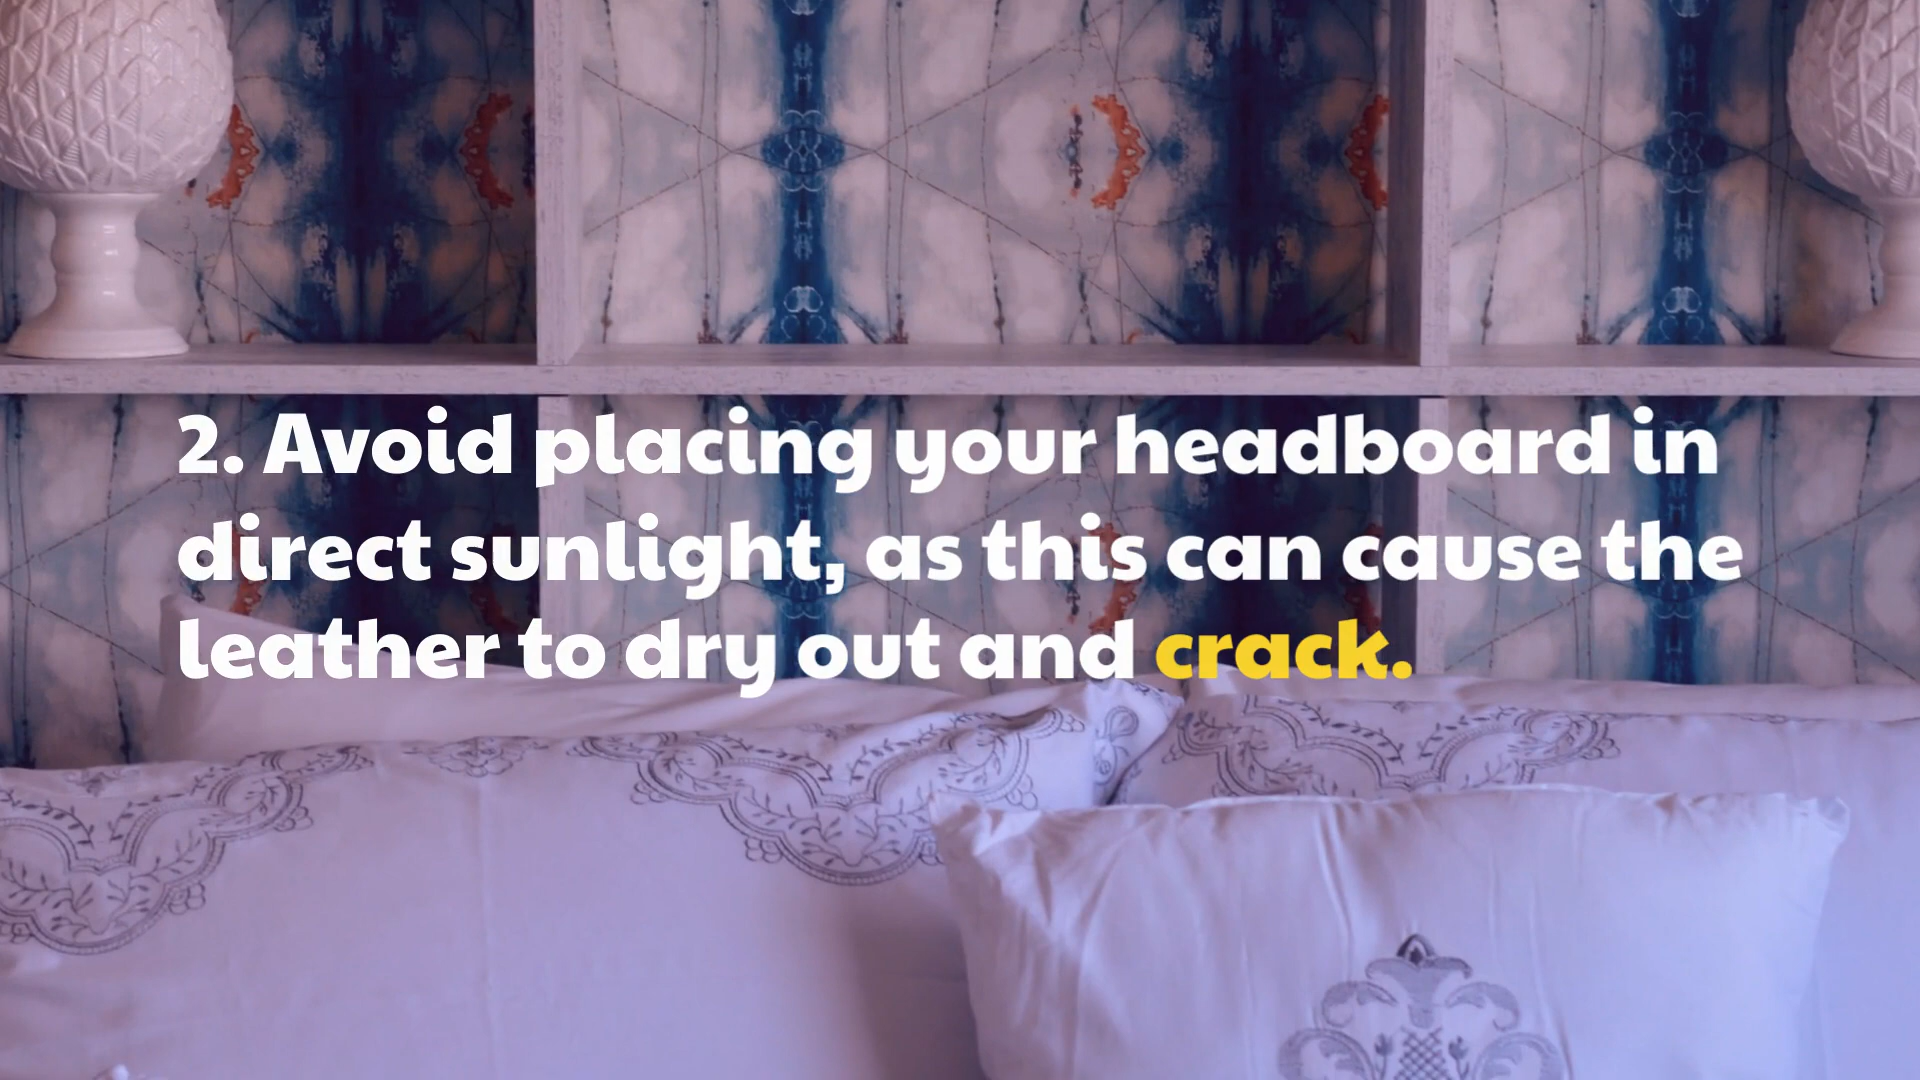 2. Avoid placing your headboard in
direct sunlight, as this can cause the
leather to dry out and crack.